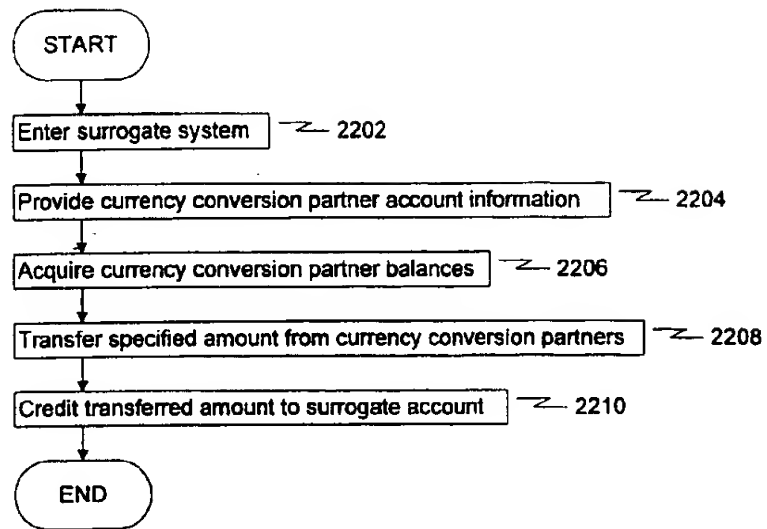 START
Enter surrogate system 2202
Provide currency conversion partner account information 2204
Acquire currency conversion partner balances 2206
Transfer specified amount from currency conversion partners 2208
Credit transferred amount to surrogate account 2210
END